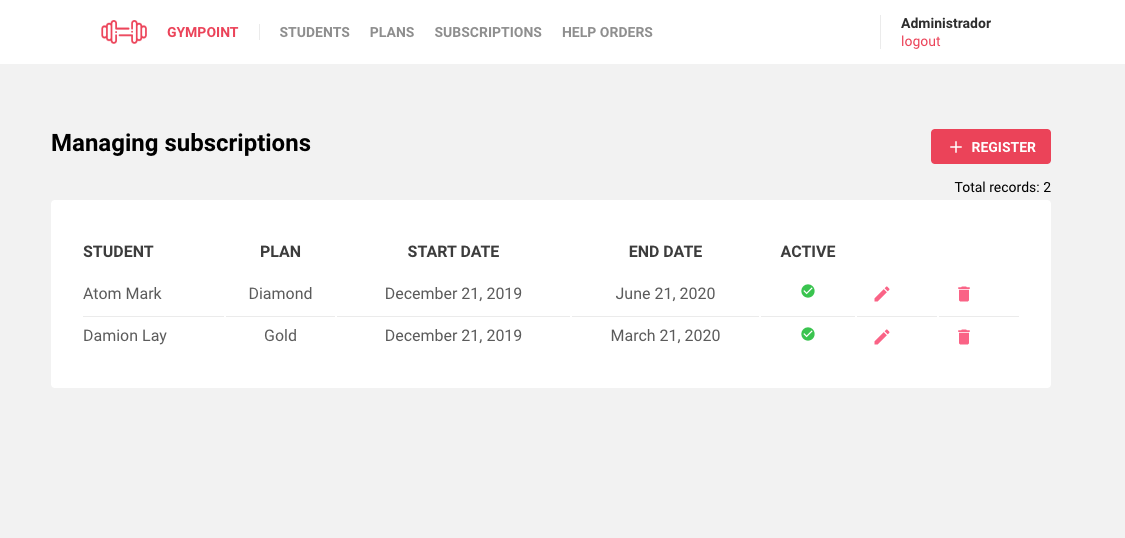 GYMPOINT STUDENTS PLANS SUBSCRIPTIONS HELP ORDERS Administrador
logout
Managing subscriptions
REGISTER
Total records: 2
STUDENT PLAN START DATE END DATE ACTIVE
Atom Mark Diamond December 21, 2019 June 21, 2020
Damion Lay Gold December 21, 2019 March 21, 2020